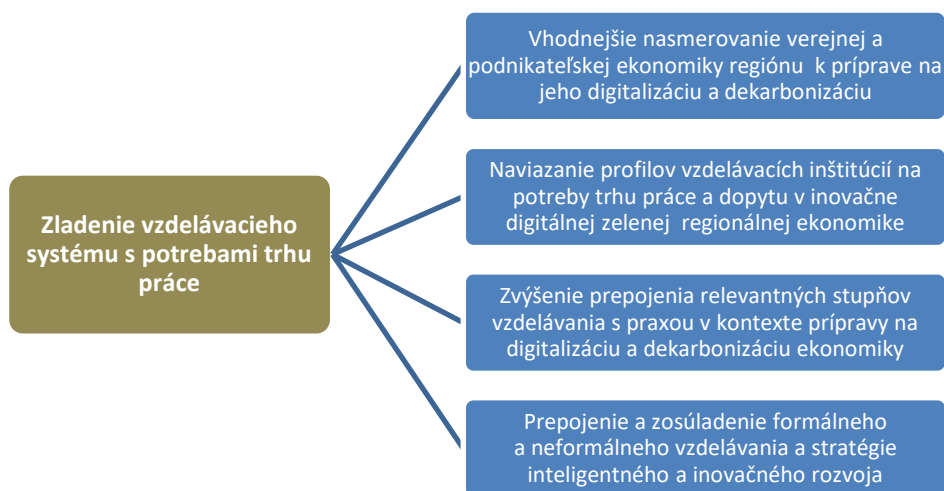 Vhodnejšie nasmerovanie verejnej a
podnikateľskej ekonomiky regiónu k príprave na
jeho digitalizáciu a dekarbonizáciu
Naviazanie profilov vzdelávacích inštitúcií na
potreby trhu práce a dopytu v inovačne
digitálnej zelenej regionálnej ekonomike
Zladenie vzdelávacieho
systému s potrebami trhu
práce
Zvýšenie prepojenia relevantných stupňov
vzdelávania s praxou v kontexte prípravy na
digitalizáciu a dekarbonizáciu ekonomiky
Prepojenie a zosúladenie formálneho
a neformálneho vzdelávania a stratégie
inteligentného a inovačného rozvoja